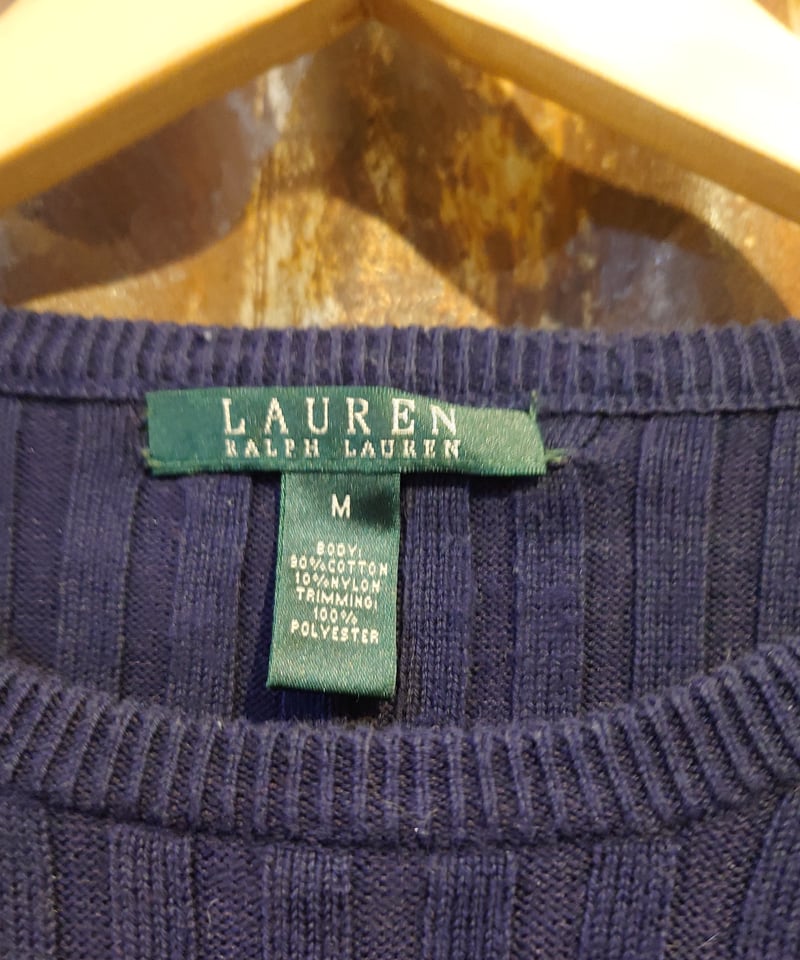 LAUREN
RALPH LAUREN
M
BODY:
90%COTTON
10%NYLON
TRIMMING:
100%
POLYESTER